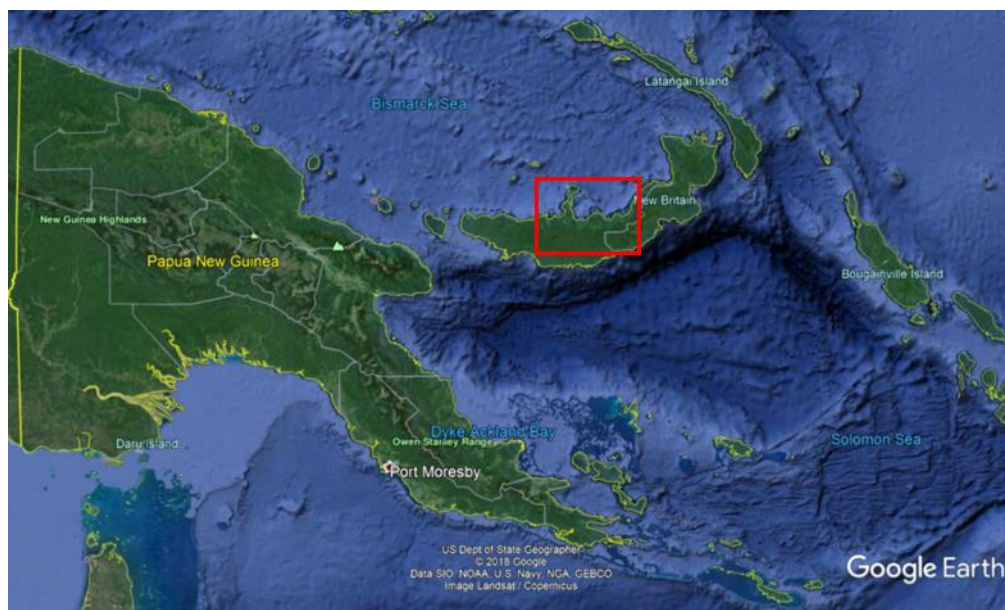 Latangai Island
Bismarck Sea
New Britain
New Guinea Highlands
Papua New Guinea
Bougainville Island
Daru Island
Dyke Ackland Bay
Solomon Sea
Owen Stanley Range
Port Moresby
US Dept of State Geographer
© 2018 Google
Data SIO, NOAA, U.S. Navy, NGA, GEBCO
Image Landsat / Copernicus
Google Earth